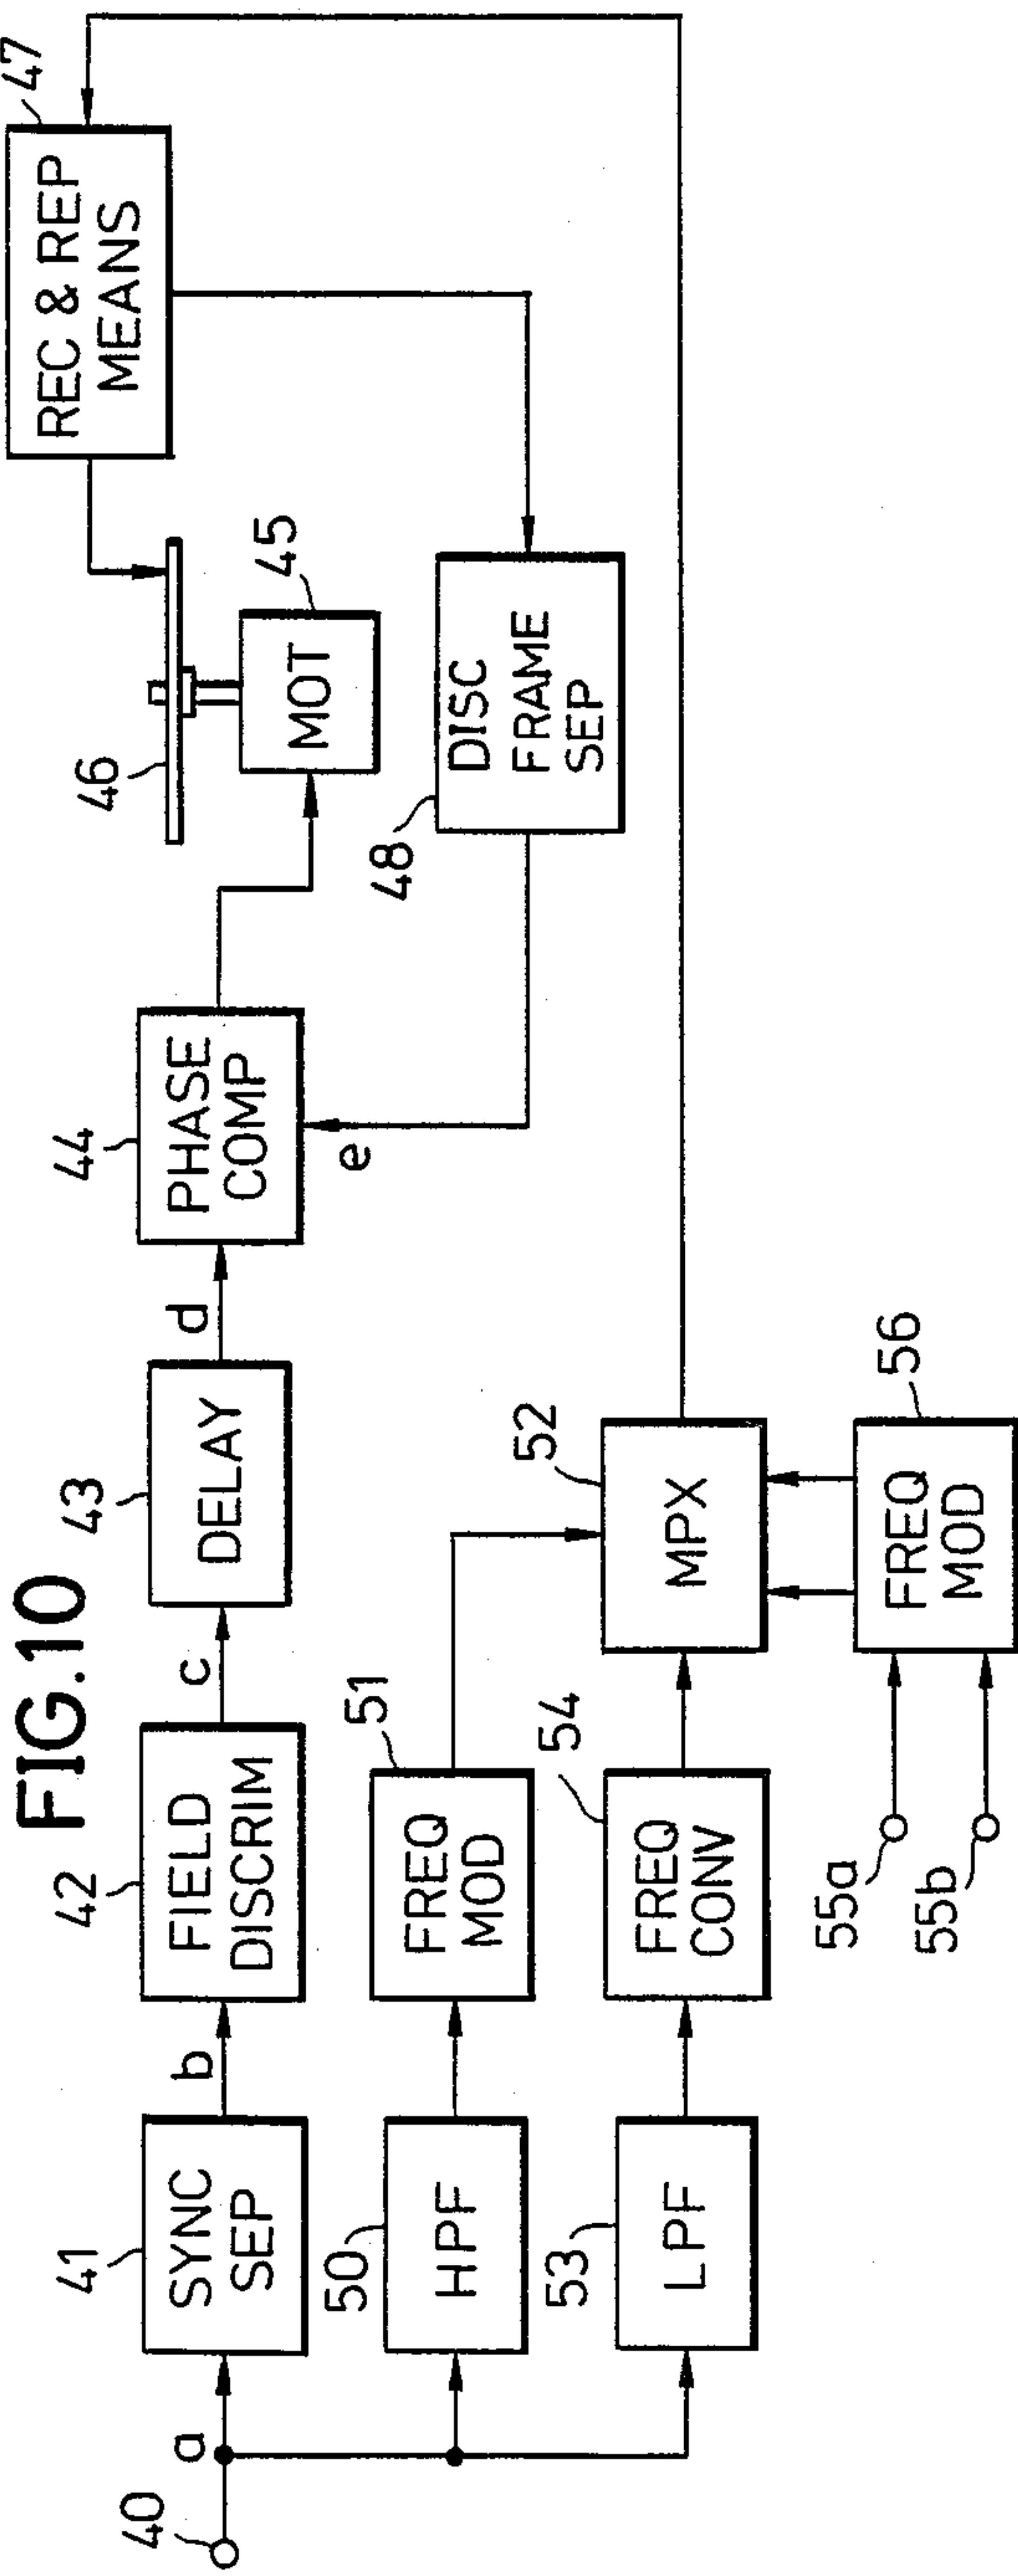 FIG.10
40
a
41
SYNC
SEP
b
42
FIELD
DISCRIM
c
43
DELAY
d
44
PHASE
COMP
e
45
MOT
46
47
REC & REP
MEANS
48
DISC
FRAME
SEP
50
HPF
51
FREQ
MOD
52
MPX
53
LPF
54
FREQ
CONV
55a
55b
56
FREQ
MOD